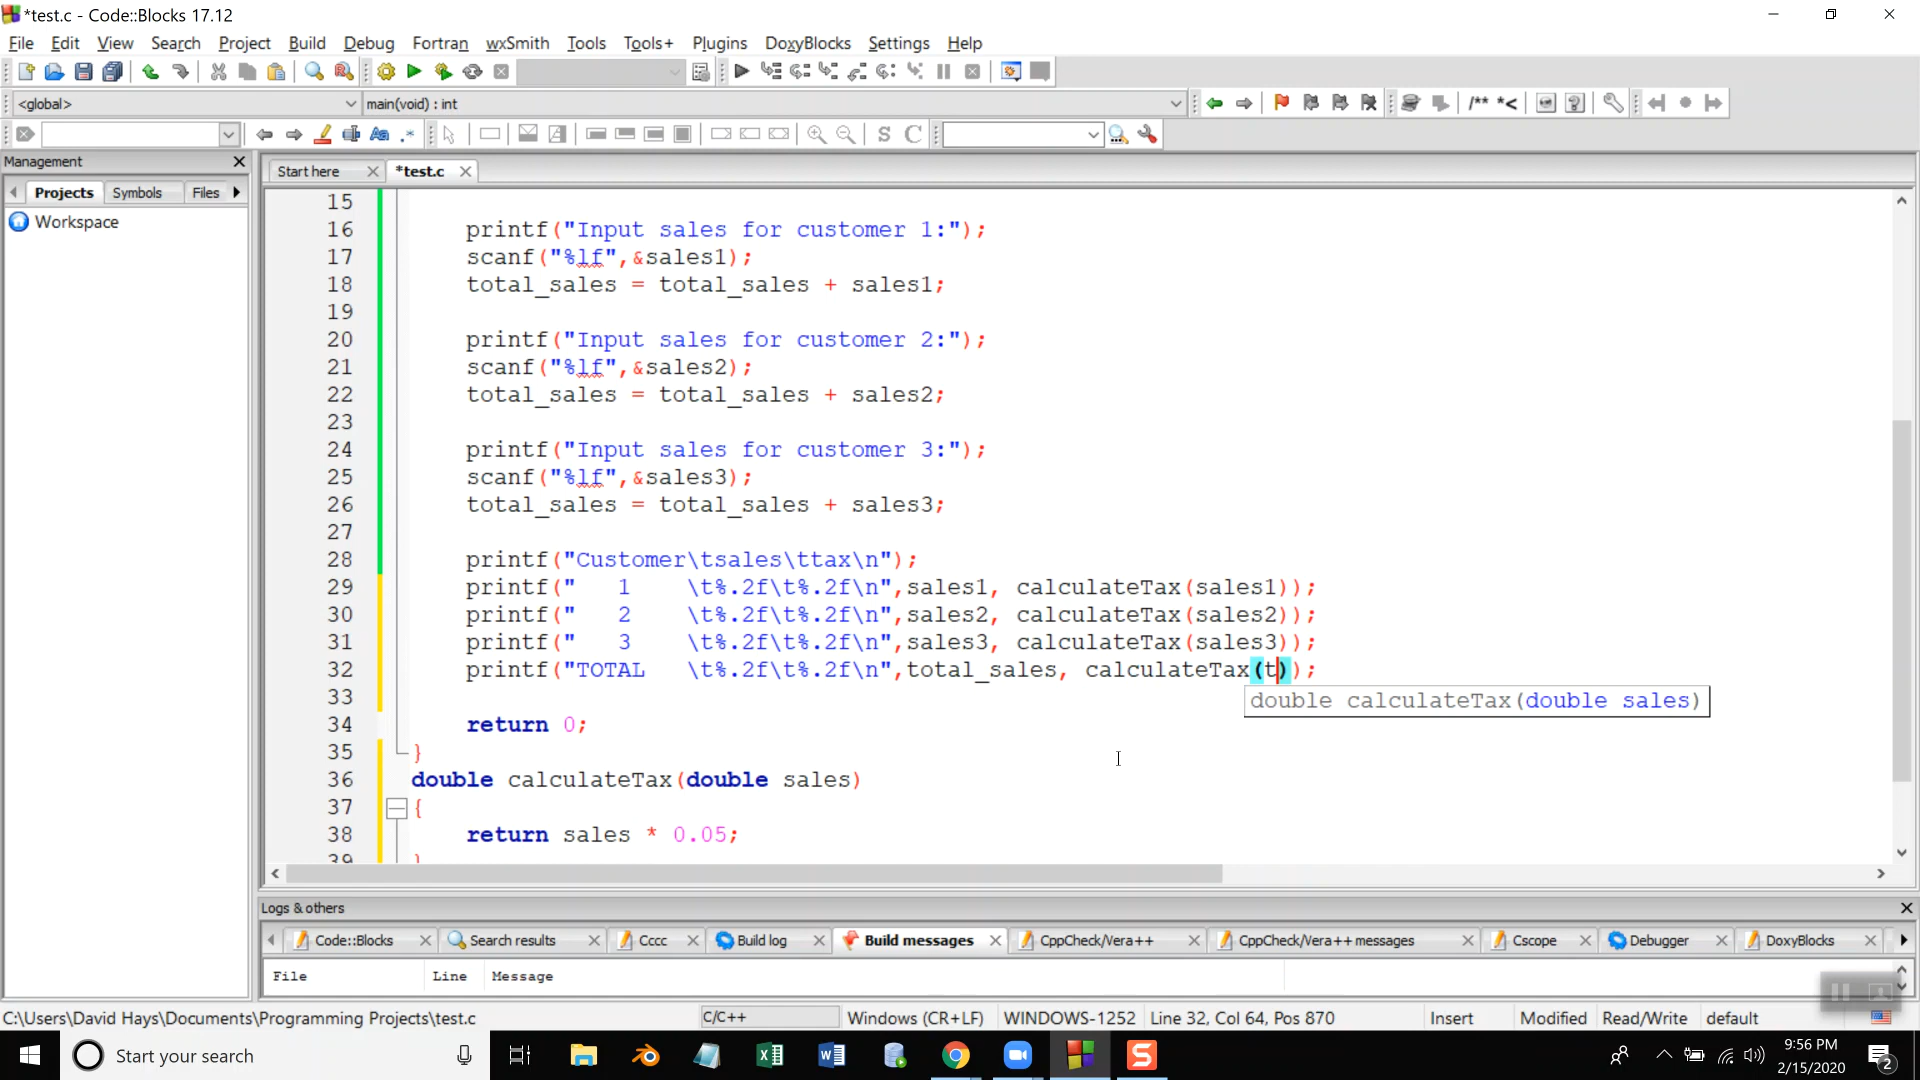 *test.c - Code::Blocks 17.12
File Edit View Search Project Build Debug Fortran wxSmith Tools Tools+ Plugins DoxyBlocks Settings Help
<global> main(void) : int
/** *<
Aa .* S C
Management
Projects Symbols Files
Workspace
Start here *test.c
15
16 printf("Input sales for customer 1:");
17 scanf("%lf",&sales1);
18 total_sales = total_sales + sales1;
19
20 printf("Input sales for customer 2:");
21 scanf("%lf",&sales2);
22 total_sales = total_sales + sales2;
23
24 printf("Input sales for customer 3:");
25 scanf("%lf",&sales3);
26 total_sales = total_sales + sales3;
27
28 printf("Customer\tsales\ttax\n");
29 printf("   1    \t%.2f\t%.2f\n",sales1, calculateTax(sales1));
30 printf("   2    \t%.2f\t%.2f\n",sales2, calculateTax(sales2));
31 printf("   3    \t%.2f\t%.2f\n",sales3, calculateTax(sales3));
32 printf("TOTAL   \t%.2f\t%.2f\n",total_sales, calculateTax(t));
double calculateTax(double sales)
33
34 return 0;
35 }
36 double calculateTax(double sales)
37 {
38 return sales * 0.05;
39 }
Logs & others
Code::Blocks Search results Cccc Build log Build messages CppCheck/Vera++ CppCheck/Vera++ messages Cscope Debugger DoxyBlocks
File Line Message
C:\Users\David Hays\Documents\Programming Projects\test.c C/C++ Windows (CR+LF) WINDOWS-1252 Line 32, Col 64, Pos 870 Insert Modified Read/Write default
Start your search
9:56 PM
2/15/2020
2